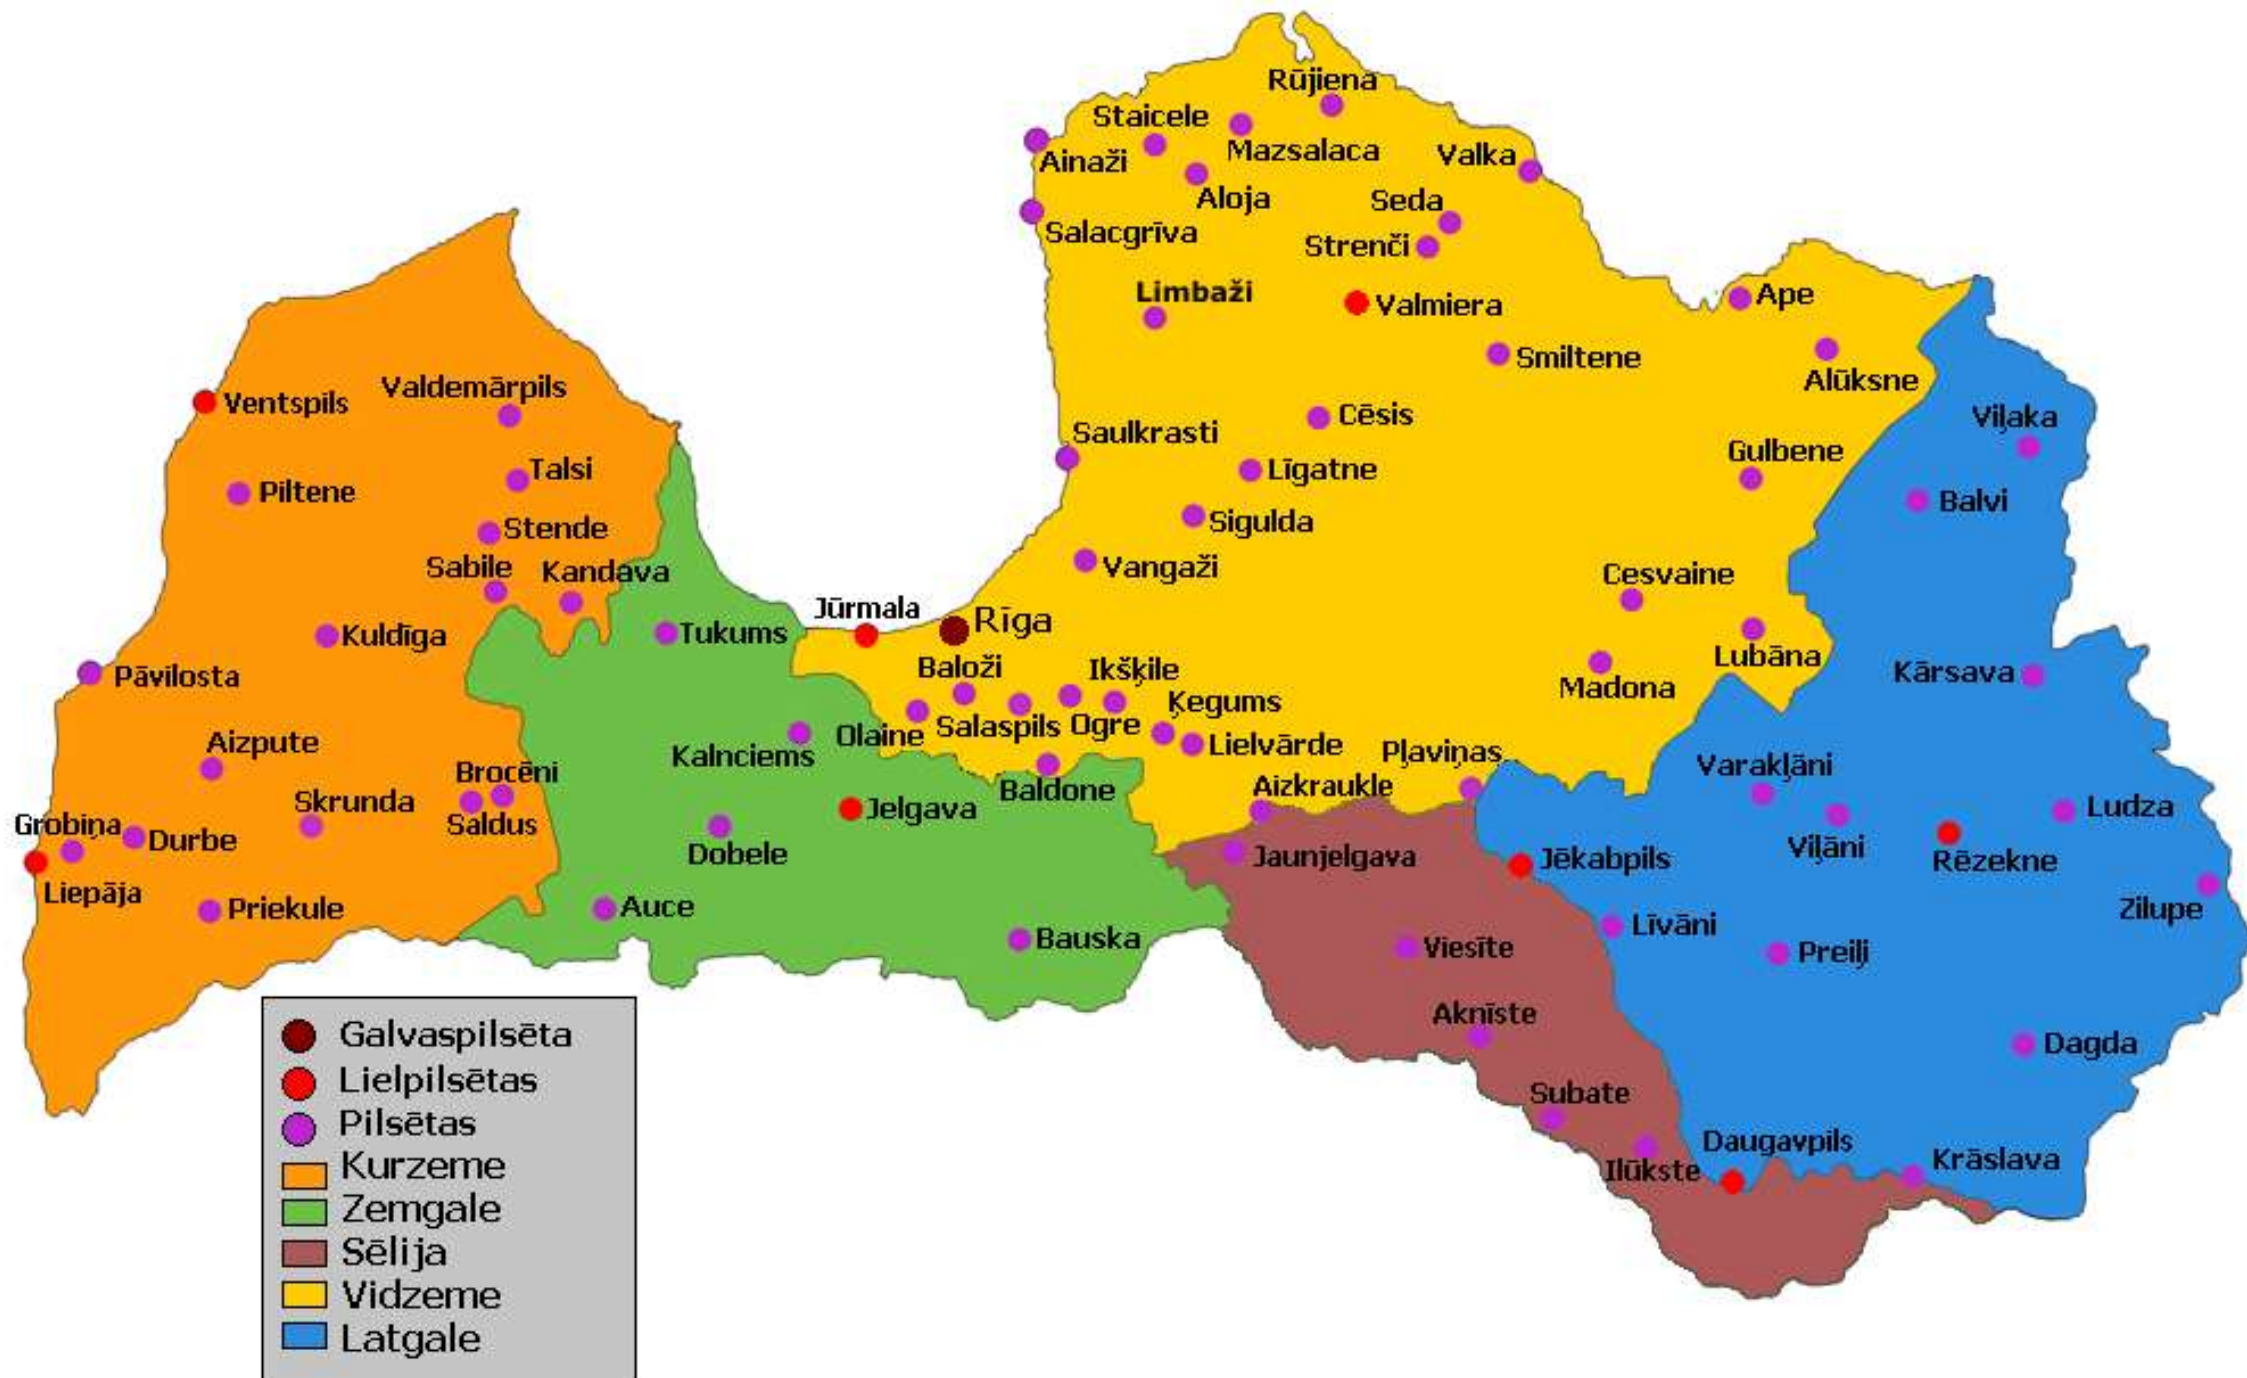 Rūjiena
Staicele
Mazsalaca
Ainaži
Valka
Aloja
Seda
Salacgrīva
Strenči
Limbaži
Valmiera
Ape
Smiltene
Alūksne
Valdemārpils
Ventspils
Cēsis
Viļaka
Saulkrasti
Gulbene
Talsi
Līgatne
Piltene
Balvi
Sigulda
Stende
Sabile
Kandava
Vangaži
Cesvaine
Jūrmala
Rīga
Kuldīga
Tukums
Lubāna
Baloži
Ikšķile
Pāvilosta
Kārsava
Madona
Ķegums
Olaine
Salaspils
Ogre
Aizpute
Kalnciems
Lielvārde
Pļaviņas
Varakļāni
Brocēni
Baldone
Aizkraukle
Skrunda
Jelgava
Ludza
Grobiņa
Saldus
Durbe
Dobele
Jaunjelgava
Jēkabpils
Viļāni
Rēzekne
Liepāja
Priekule
Auce
Zilupe
Līvāni
Bauska
Viesīte
Preiļi
Aknīste
Dagda
Subate
Daugavpils
Ilūkste
Krāslava
Galvaspilsēta
Lielpilsētas
Pilsētas
Kurzeme
Zemgale
Sēlija
Vidzeme
Latgale